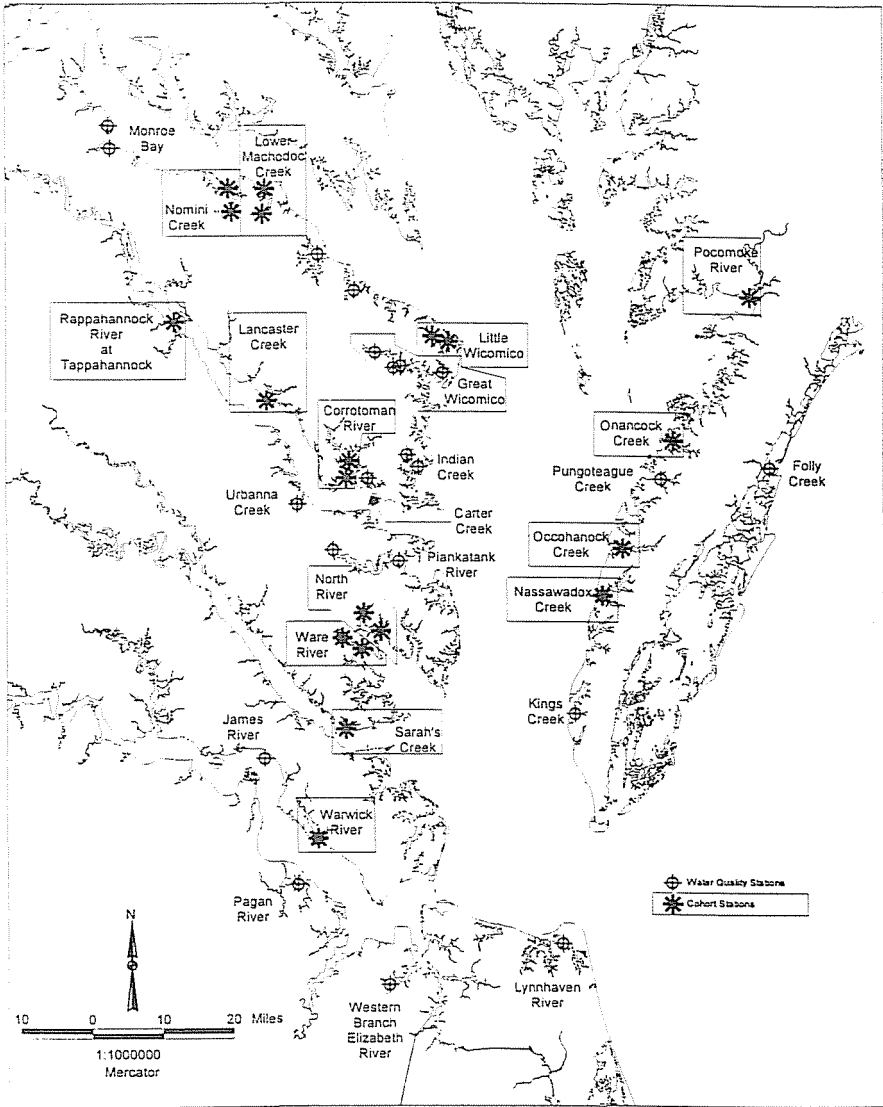 Monroe
Bay
Lower
Machodoc
Creek
Nomini
Creek
Pocomoke
River
Rappahannock
River
at
Tappahannock
Lancaster
Creek
Little
Wicomico
Great
Wicomico
Corrotoman
River
Onancock
Creek
Indian
Creek
Pungoteague
Creek
Folly
Creek
Urbanna
Creek
Carter
Creek
Occohanock
Creek
Piankatank
River
North
River
Nassawadox
Creek
Ware
River
Kings
Creek
James
River
Sarah's
Creek
Warwick
River
Pagan
River
Water Quality Stations
Cohort Stations
N
Lynnhaven
River
Western
Branch
Elizabeth
River
10 0 10 20 Miles
1:1000000
Mercator